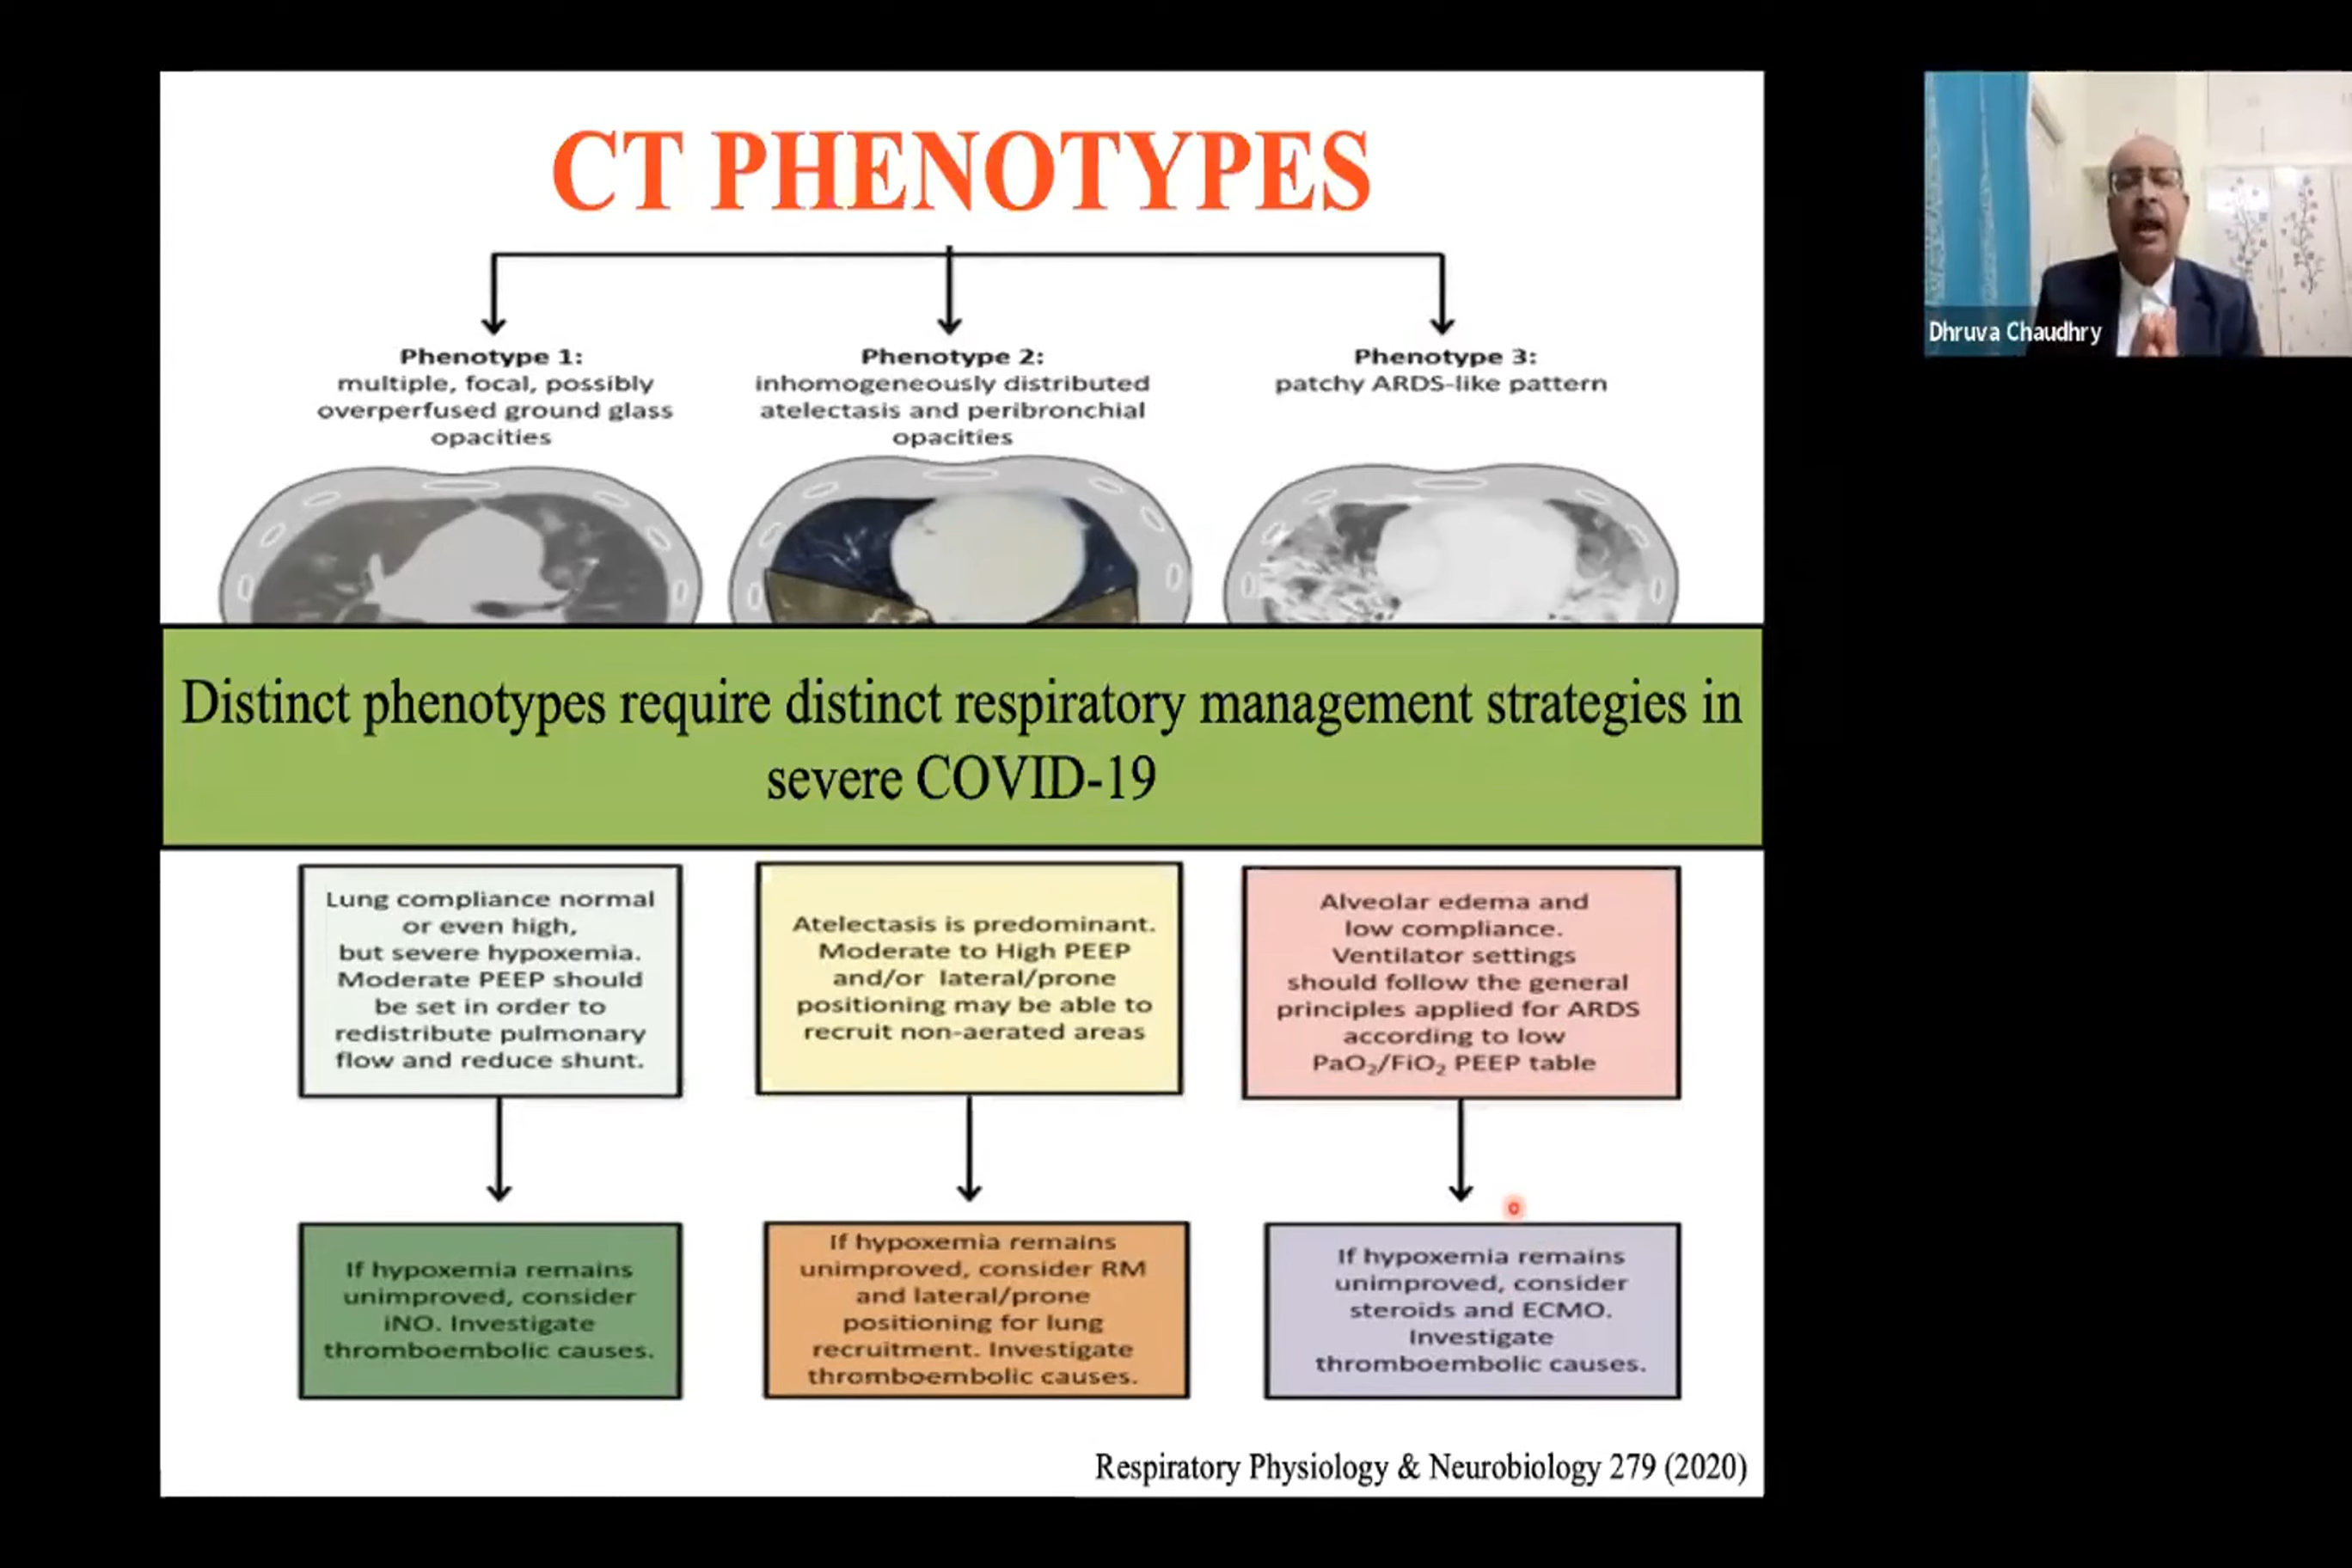 CT PHENOTYPES
Phenotype 1:
multiple, focal, possibly
overperfused ground glass
opacities
Phenotype 2:
inhomogeneously distributed
atelectasis and peribronchial
opacities
Phenotype 3:
patchy ARDS-like pattern
Distinct phenotypes require distinct respiratory management strategies in
severe COVID-19
Lung compliance normal
or even high,
but severe hypoxemia.
Moderate PEEP should
be set in order to
redistribute pulmonary
flow and reduce shunt.
Atelectasis is predominant.
Moderate to High PEEP
and/or lateral/prone
positioning may be able to
recruit non-aerated areas
Alveolar edema and
low compliance.
Ventilator settings
should follow the general
principles applied for ARDS
according to low
PaO₂/FiO₂ PEEP table
If hypoxemia remains
unimproved, consider
iNO. Investigate
thromboembolic causes.
If hypoxemia remains
unimproved, consider RM
and lateral/prone
positioning for lung
recruitment. Investigate
thromboembolic causes.
If hypoxemia remains
unimproved, consider
steroids and ECMO.
Investigate
thromboembolic causes.
Respiratory Physiology & Neurobiology 279 (2020)
Dhruva Chaudhry